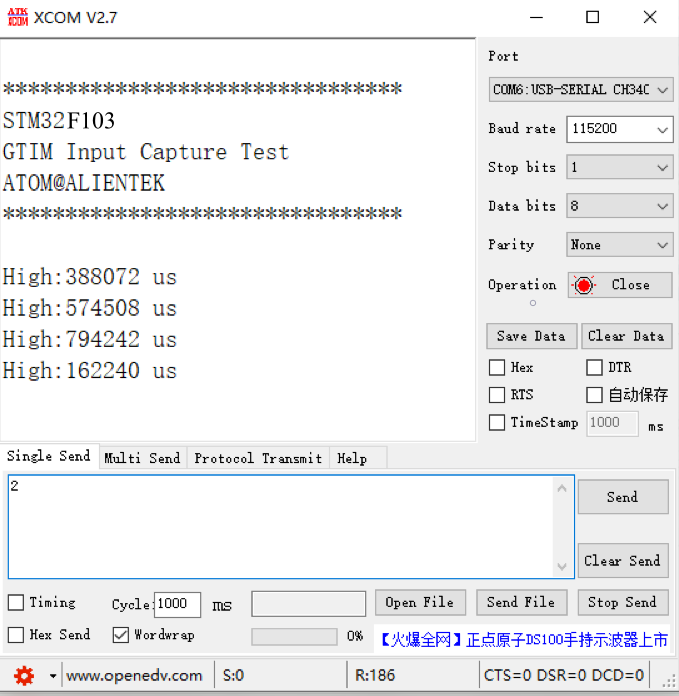 ATK XCOM XCOM V2.7
********************************
STM32F103
GTIM Input Capture Test
ATOM@ALIENTEK
********************************
High:388072 us
High:574508 us
High:794242 us
High:162240 us
Port
COM6:USB-SERIAL CH340
Baud rate 115200
Stop bits 1
Data bits 8
Parity None
Operation Close
Save Data Clear Data
Hex DTR
RTS 自动保存
TimeStamp 1000 ms
Single Send Multi Send Protocol Transmit Help
2
Send
Clear Send
Timing Cycle: 1000 ms Open File Send File Stop Send
Hex Send Wordwrap 0% 【火爆全网】正点原子DS100手持示波器上市
www.openedv.com S:0 R:186 CTS=0 DSR=0 DCD=0